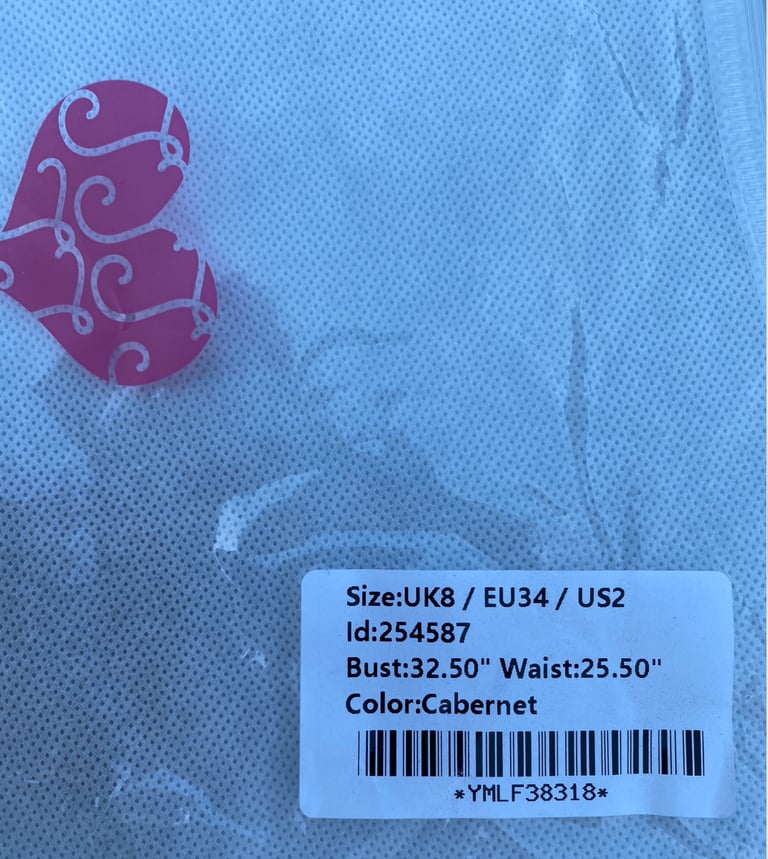 Size:UK8 / EU34 / US2
Id:254587
Bust:32.50" Waist:25.50"
Color:Cabernet
*YMLF38318*